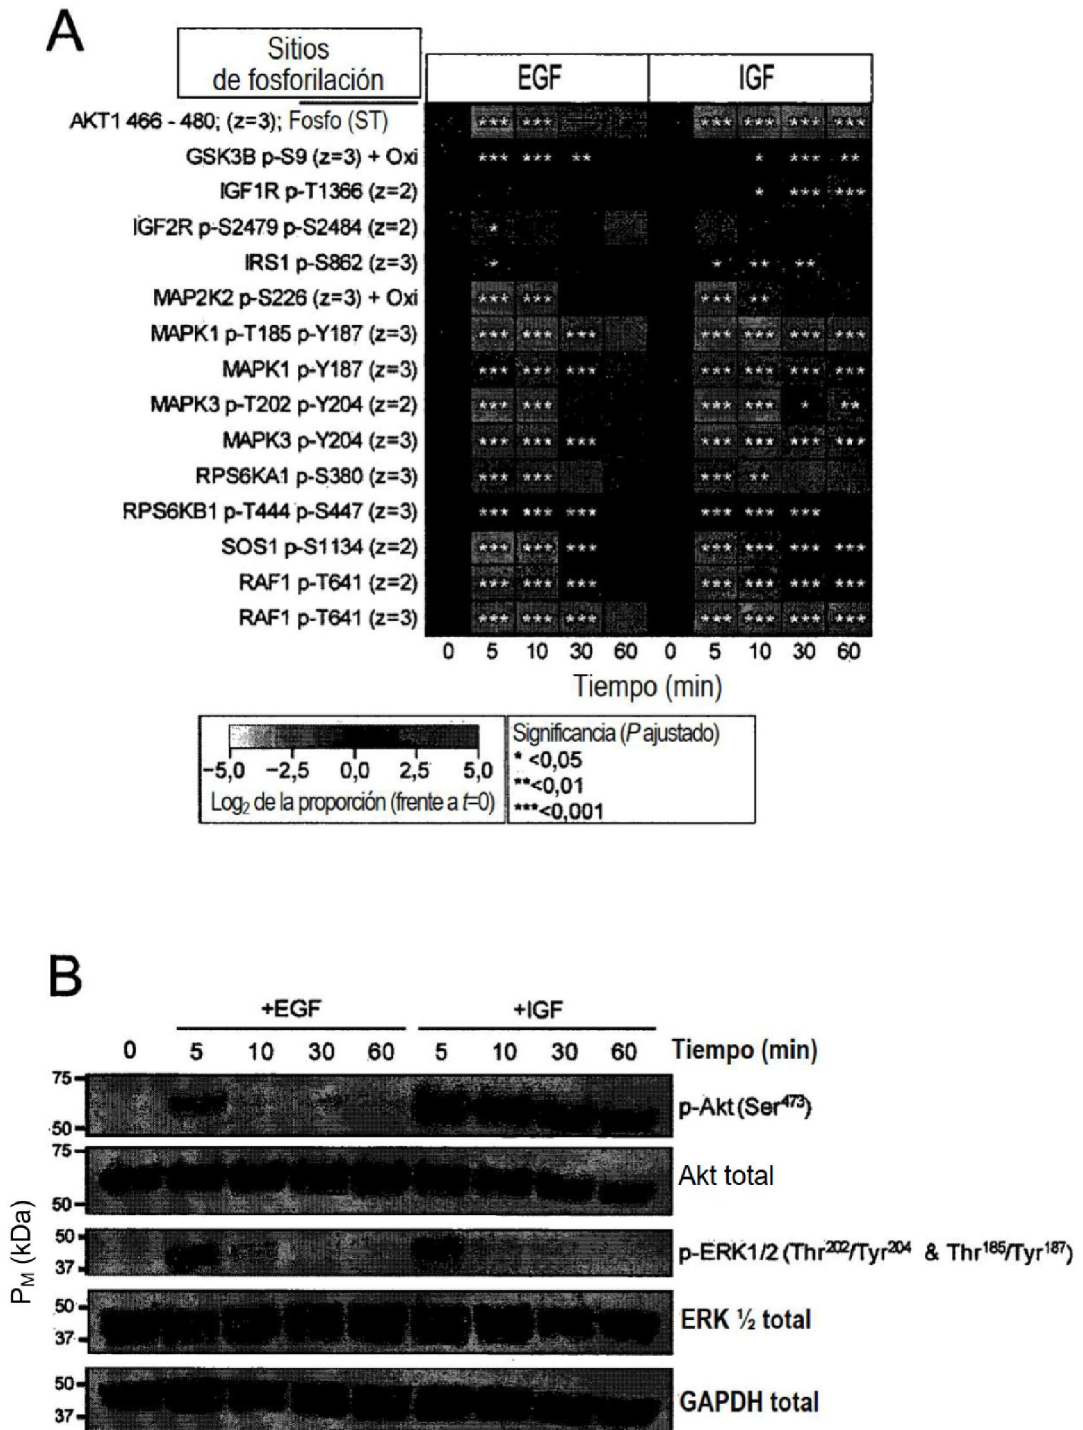 A
Sitios
de fosforilación
EGF IGF
AKT1 466 - 480; (z=3); Fosfo (ST) *** *** *** *** *** ***
GSK3B p-S9 (z=3) + Oxi *** *** ** * *** **
IGF1R p-T1366 (z=2) * *** ***
IGF2R p-S2479 p-S2484 (z=2) *
IRS1 p-S862 (z=3) * * ** **
MAP2K2 p-S226 (z=3) + Oxi *** *** *** **
MAPK1 p-T185 p-Y187 (z=3) *** *** *** *** *** *** ***
MAPK1 p-Y187 (z=3) *** *** *** *** *** *** ***
MAPK3 p-T202 p-Y204 (z=2) *** *** *** *** * **
MAPK3 p-Y204 (z=3) *** *** *** *** *** *** ***
RPS6KA1 p-S380 (z=3) *** *** *** **
RPS6KB1 p-T444 p-S447 (z=3) *** *** *** *** *** ***
SOS1 p-S1134 (z=2) *** *** *** *** *** *** ***
RAF1 p-T641 (z=2) *** *** *** *** *** *** ***
RAF1 p-T641 (z=3) *** *** *** *** *** *** ***
0 5 10 30 60 0 5 10 30 60
Tiempo (min)
−5,0 −2,5 0,0 2,5 5,0
Log₂ de la proporción (frente a t=0)
Significancia (P ajustado)
* <0,05
**<0,01
***<0,001
B
+EGF +IGF
0 5 10 30 60 5 10 30 60 Tiempo (min)
75
50
p-Akt (Ser⁴⁷³)
75
50
Akt total
50
37
p-ERK1/2 (Thr²⁰²/Tyr²⁰⁴ & Thr¹⁸⁵/Tyr¹⁸⁷)
50
37
ERK ½ total
50
37
GAPDH total
P_M (kDa)